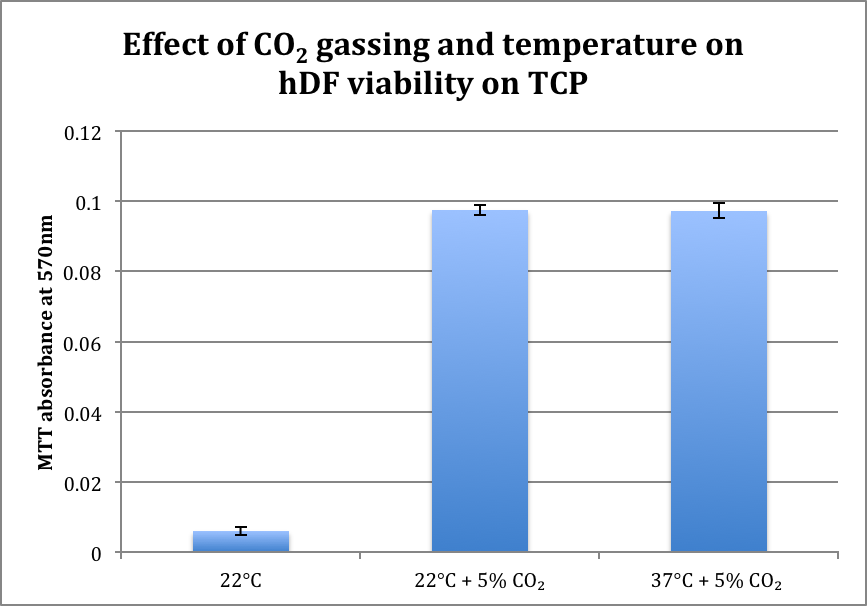 Effect of CO₂ gassing and temperature on
hDF viability on TCP
MTT absorbance at 570nm
0.12
0.1
0.08
0.06
0.04
0.02
0
22°C
22°C + 5% CO₂
37°C + 5% CO₂